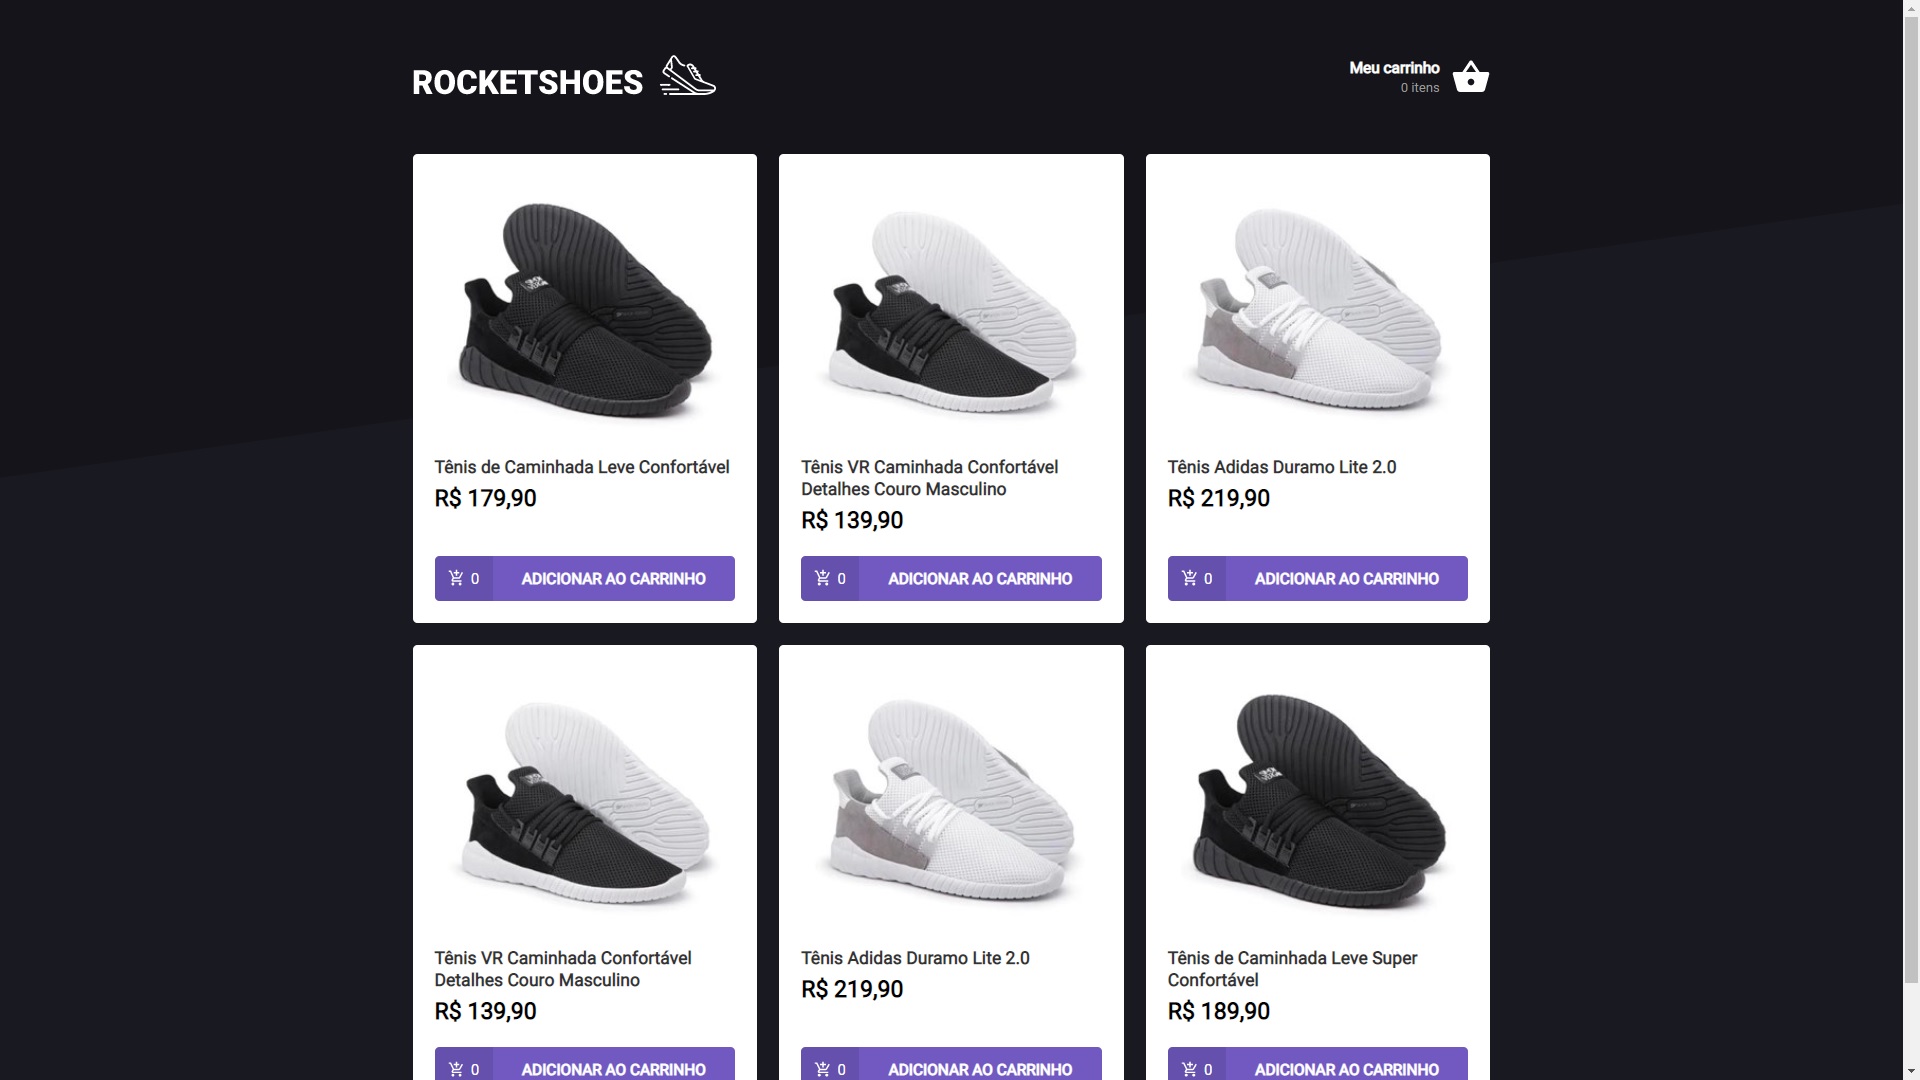 ROCKETSHOES
Meu carrinho
0 itens
Tênis de Caminhada Leve Confortável
R$ 179,90
0 ADICIONAR AO CARRINHO
Tênis VR Caminhada Confortável
Detalhes Couro Masculino
R$ 139,90
0 ADICIONAR AO CARRINHO
Tênis Adidas Duramo Lite 2.0
R$ 219,90
0 ADICIONAR AO CARRINHO
Tênis VR Caminhada Confortável
Detalhes Couro Masculino
R$ 139,90
0 ADICIONAR AO CARRINHO
Tênis Adidas Duramo Lite 2.0
R$ 219,90
0 ADICIONAR AO CARRINHO
Tênis de Caminhada Leve Super
Confortável
R$ 189,90
0 ADICIONAR AO CARRINHO